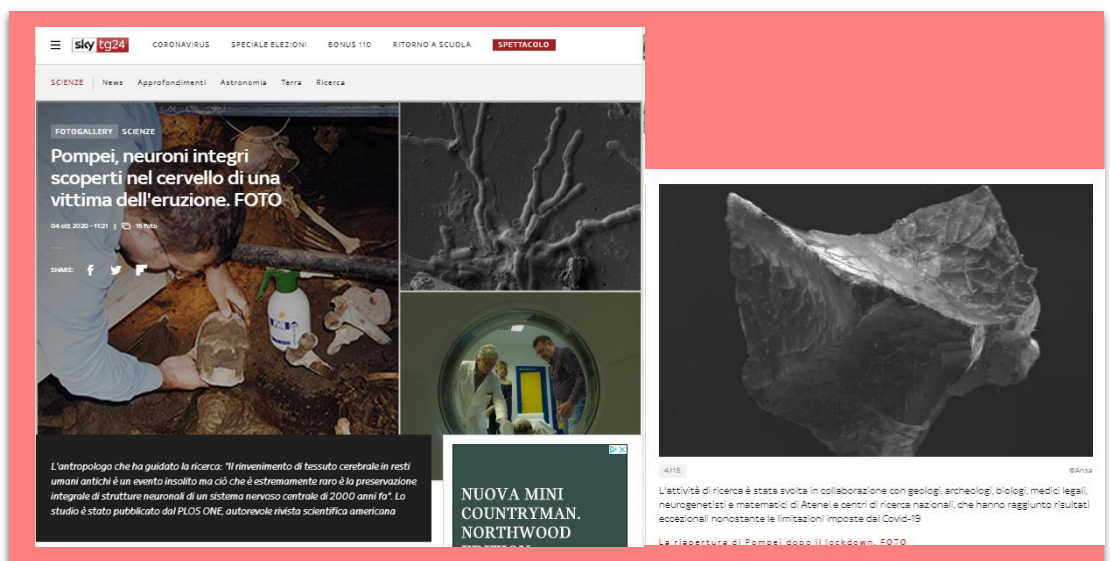 sky tg24 CORONAVIRUS SPECIALE ELEZIONI BONUS 110 RITORNO A SCUOLA SPETTACOLO
SCIENZE News Approfondimenti Astronomia Terra Ricerca
FOTOGALLERY SCIENZE
Pompei, neuroni integri
scoperti nel cervello di una
vittima dell'eruzione. FOTO
04 ott 2020 - 11:21 | 15 foto
SHARE:
L'antropologo che ha guidato la ricerca: "Il rinvenimento di tessuto cerebrale in resti
umani antichi è un evento insolito ma ciò che è estremamente raro è la preservazione
integrale di strutture neuronali di un sistema nervoso centrale di 2000 anni fa". Lo
studio è stato pubblicato dal PLOS ONE, autorevole rivista scientifica americana
NUOVA MINI
COUNTRYMAN.
NORTHWOOD
EDITION
4/15 ©Ansa
L'attività di ricerca è stata svolta in collaborazione con geologi, archeologi, biologi, medici legali,
neurogenetisti e matematici di Atenei e centri di ricerca nazionali, che hanno raggiunto risultati
eccezionali nonostante le limitazioni imposte dal Covid-19
La riapertura di Pompei dopo il lockdown. FOTO